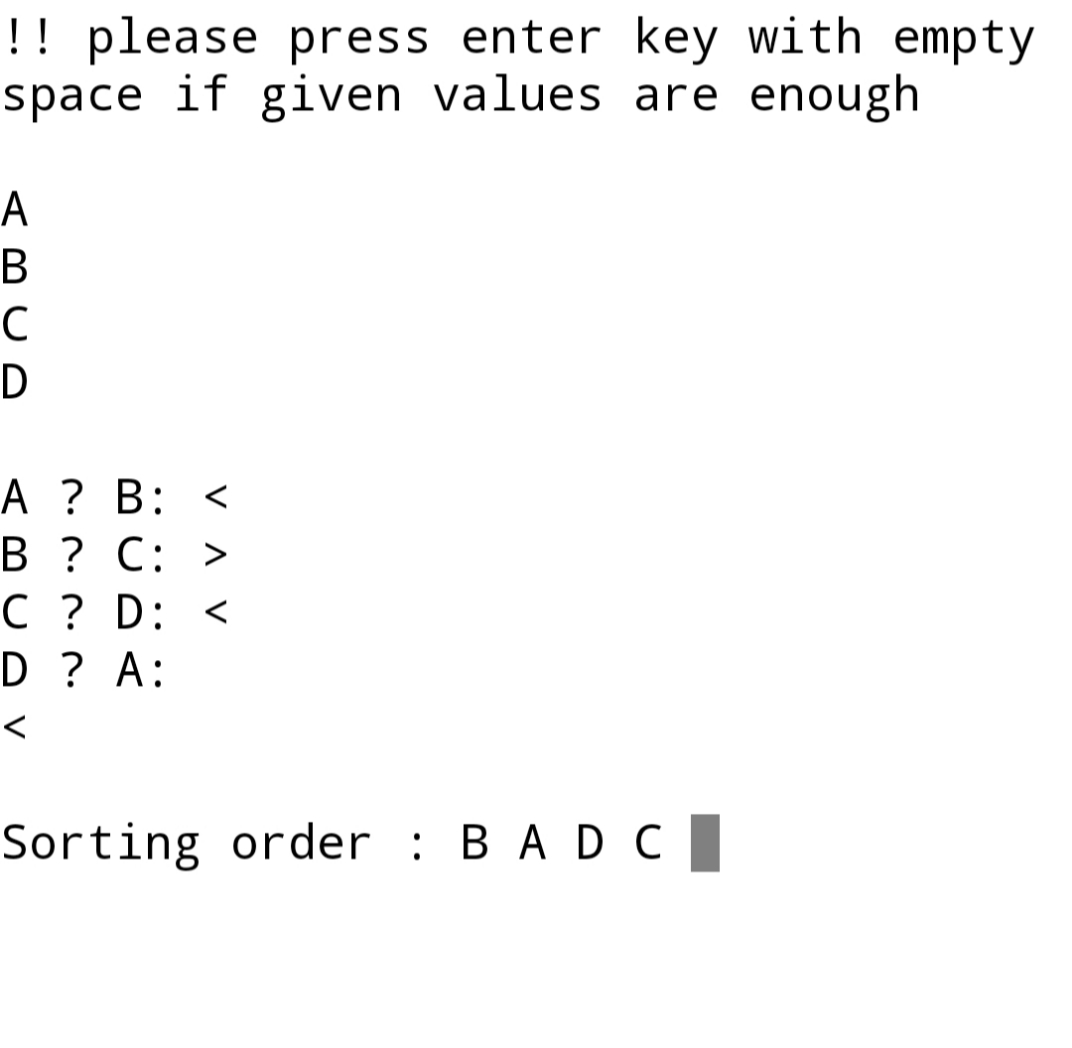 !! please press enter key with empty
space if given values are enough
A
B
C
D
A ? B: <
B ? C: >
C ? D: <
D ? A:
<
Sorting order : B A D C